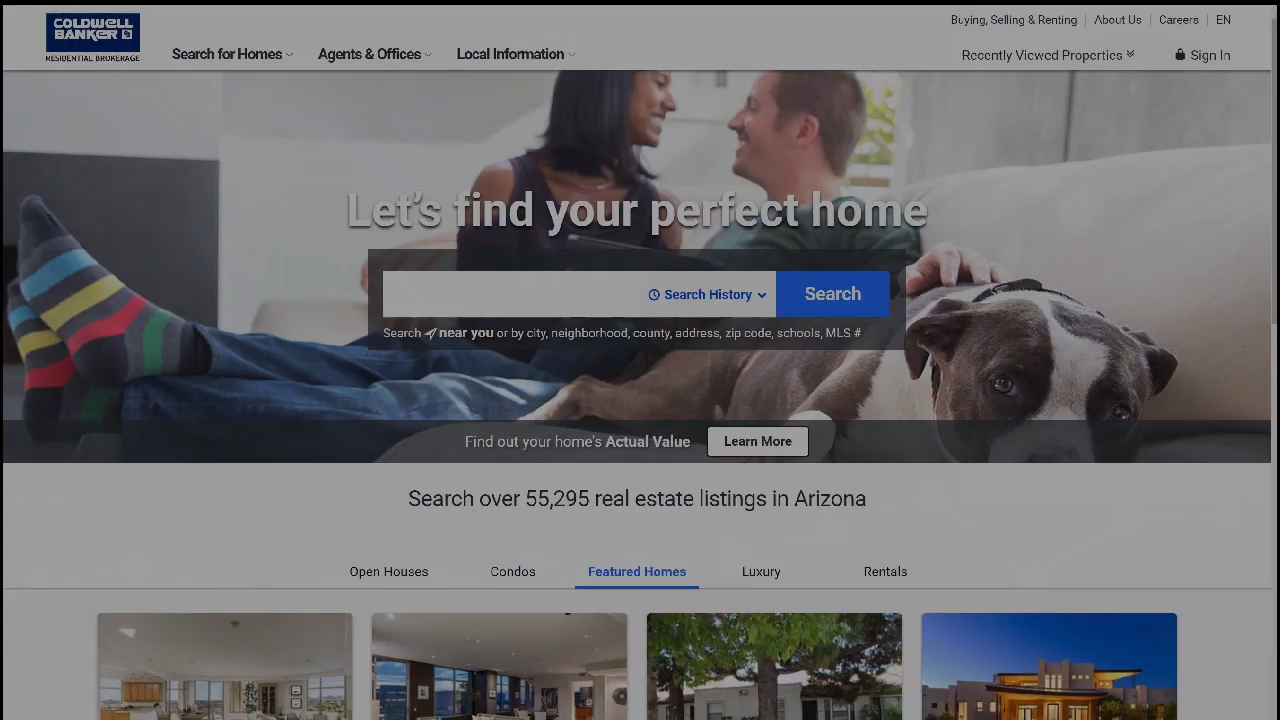 COLDWELL
BANKER
RESIDENTIAL BROKERAGE
Buying, Selling & Renting
About Us
Careers
EN
Search for Homes
Agents & Offices
Local Information
Recently Viewed Properties
Sign In
Let's find your perfect home
Search History
Search
Search near you or by city, neighborhood, county, address, zip code, schools, MLS #
Find out your home's Actual Value
Learn More
Search over 55,295 real estate listings in Arizona
Open Houses
Condos
Featured Homes
Luxury
Rentals